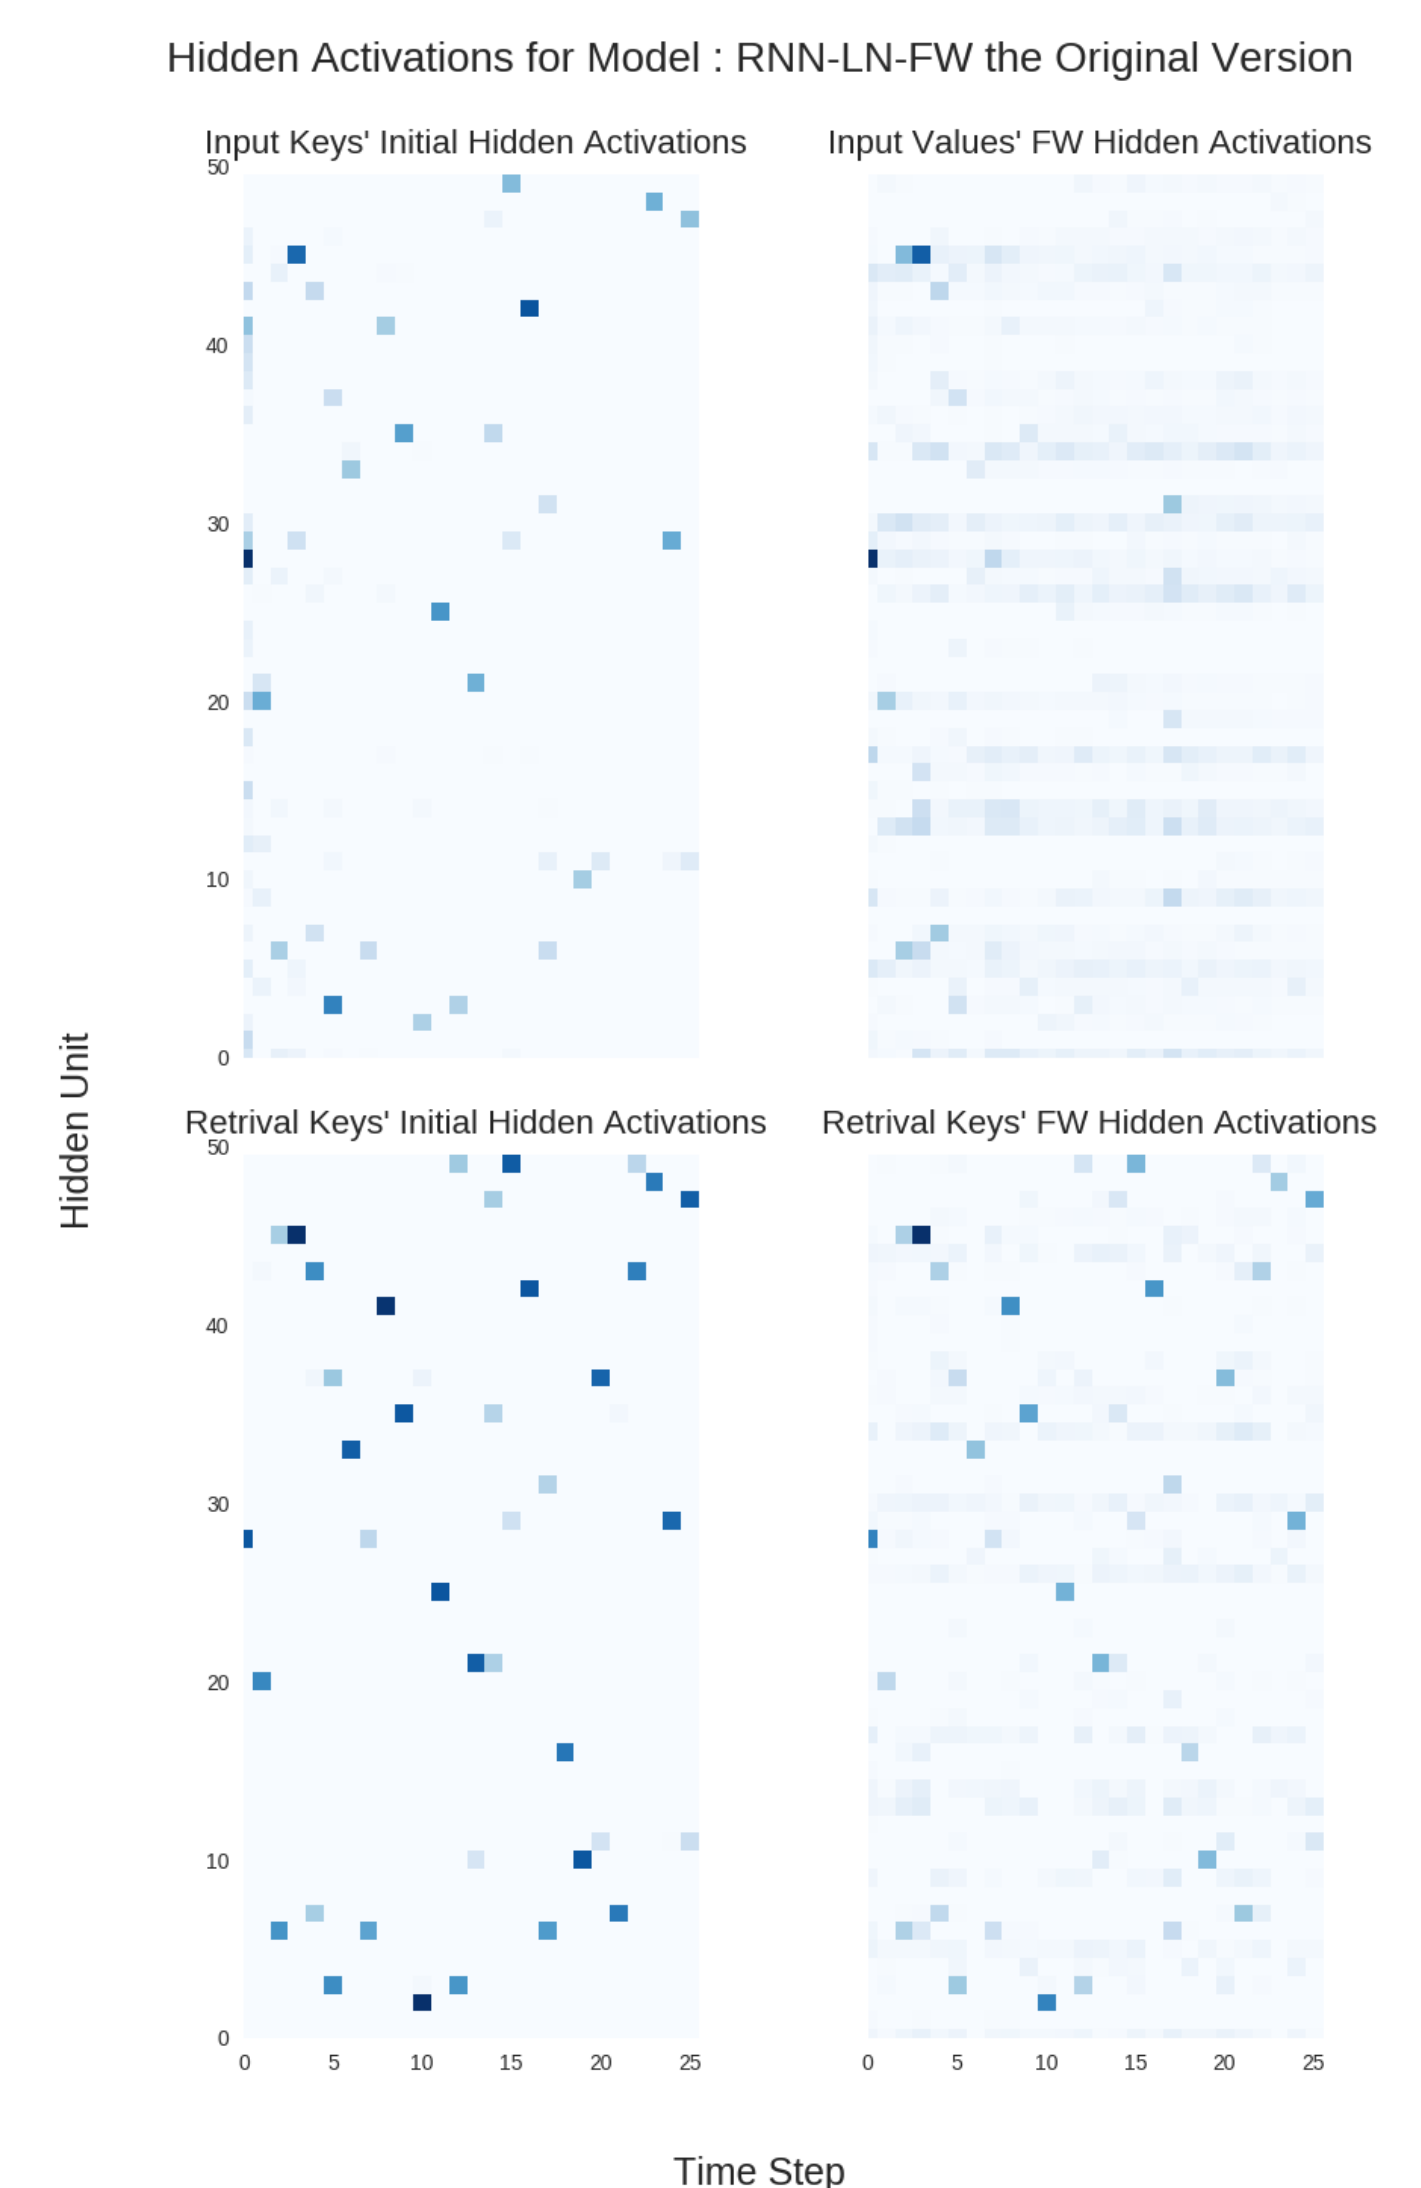 Hidden Activations for Model : RNN-LN-FW the Original Version
Input Keys' Initial Hidden Activations
Input Values' FW Hidden Activations
50
40
30
20
10
0
Hidden Unit
Retrival Keys' Initial Hidden Activations
Retrival Keys' FW Hidden Activations
50
40
30
20
10
0
0 5 10 15 20 25
0 5 10 15 20 25
Time Step